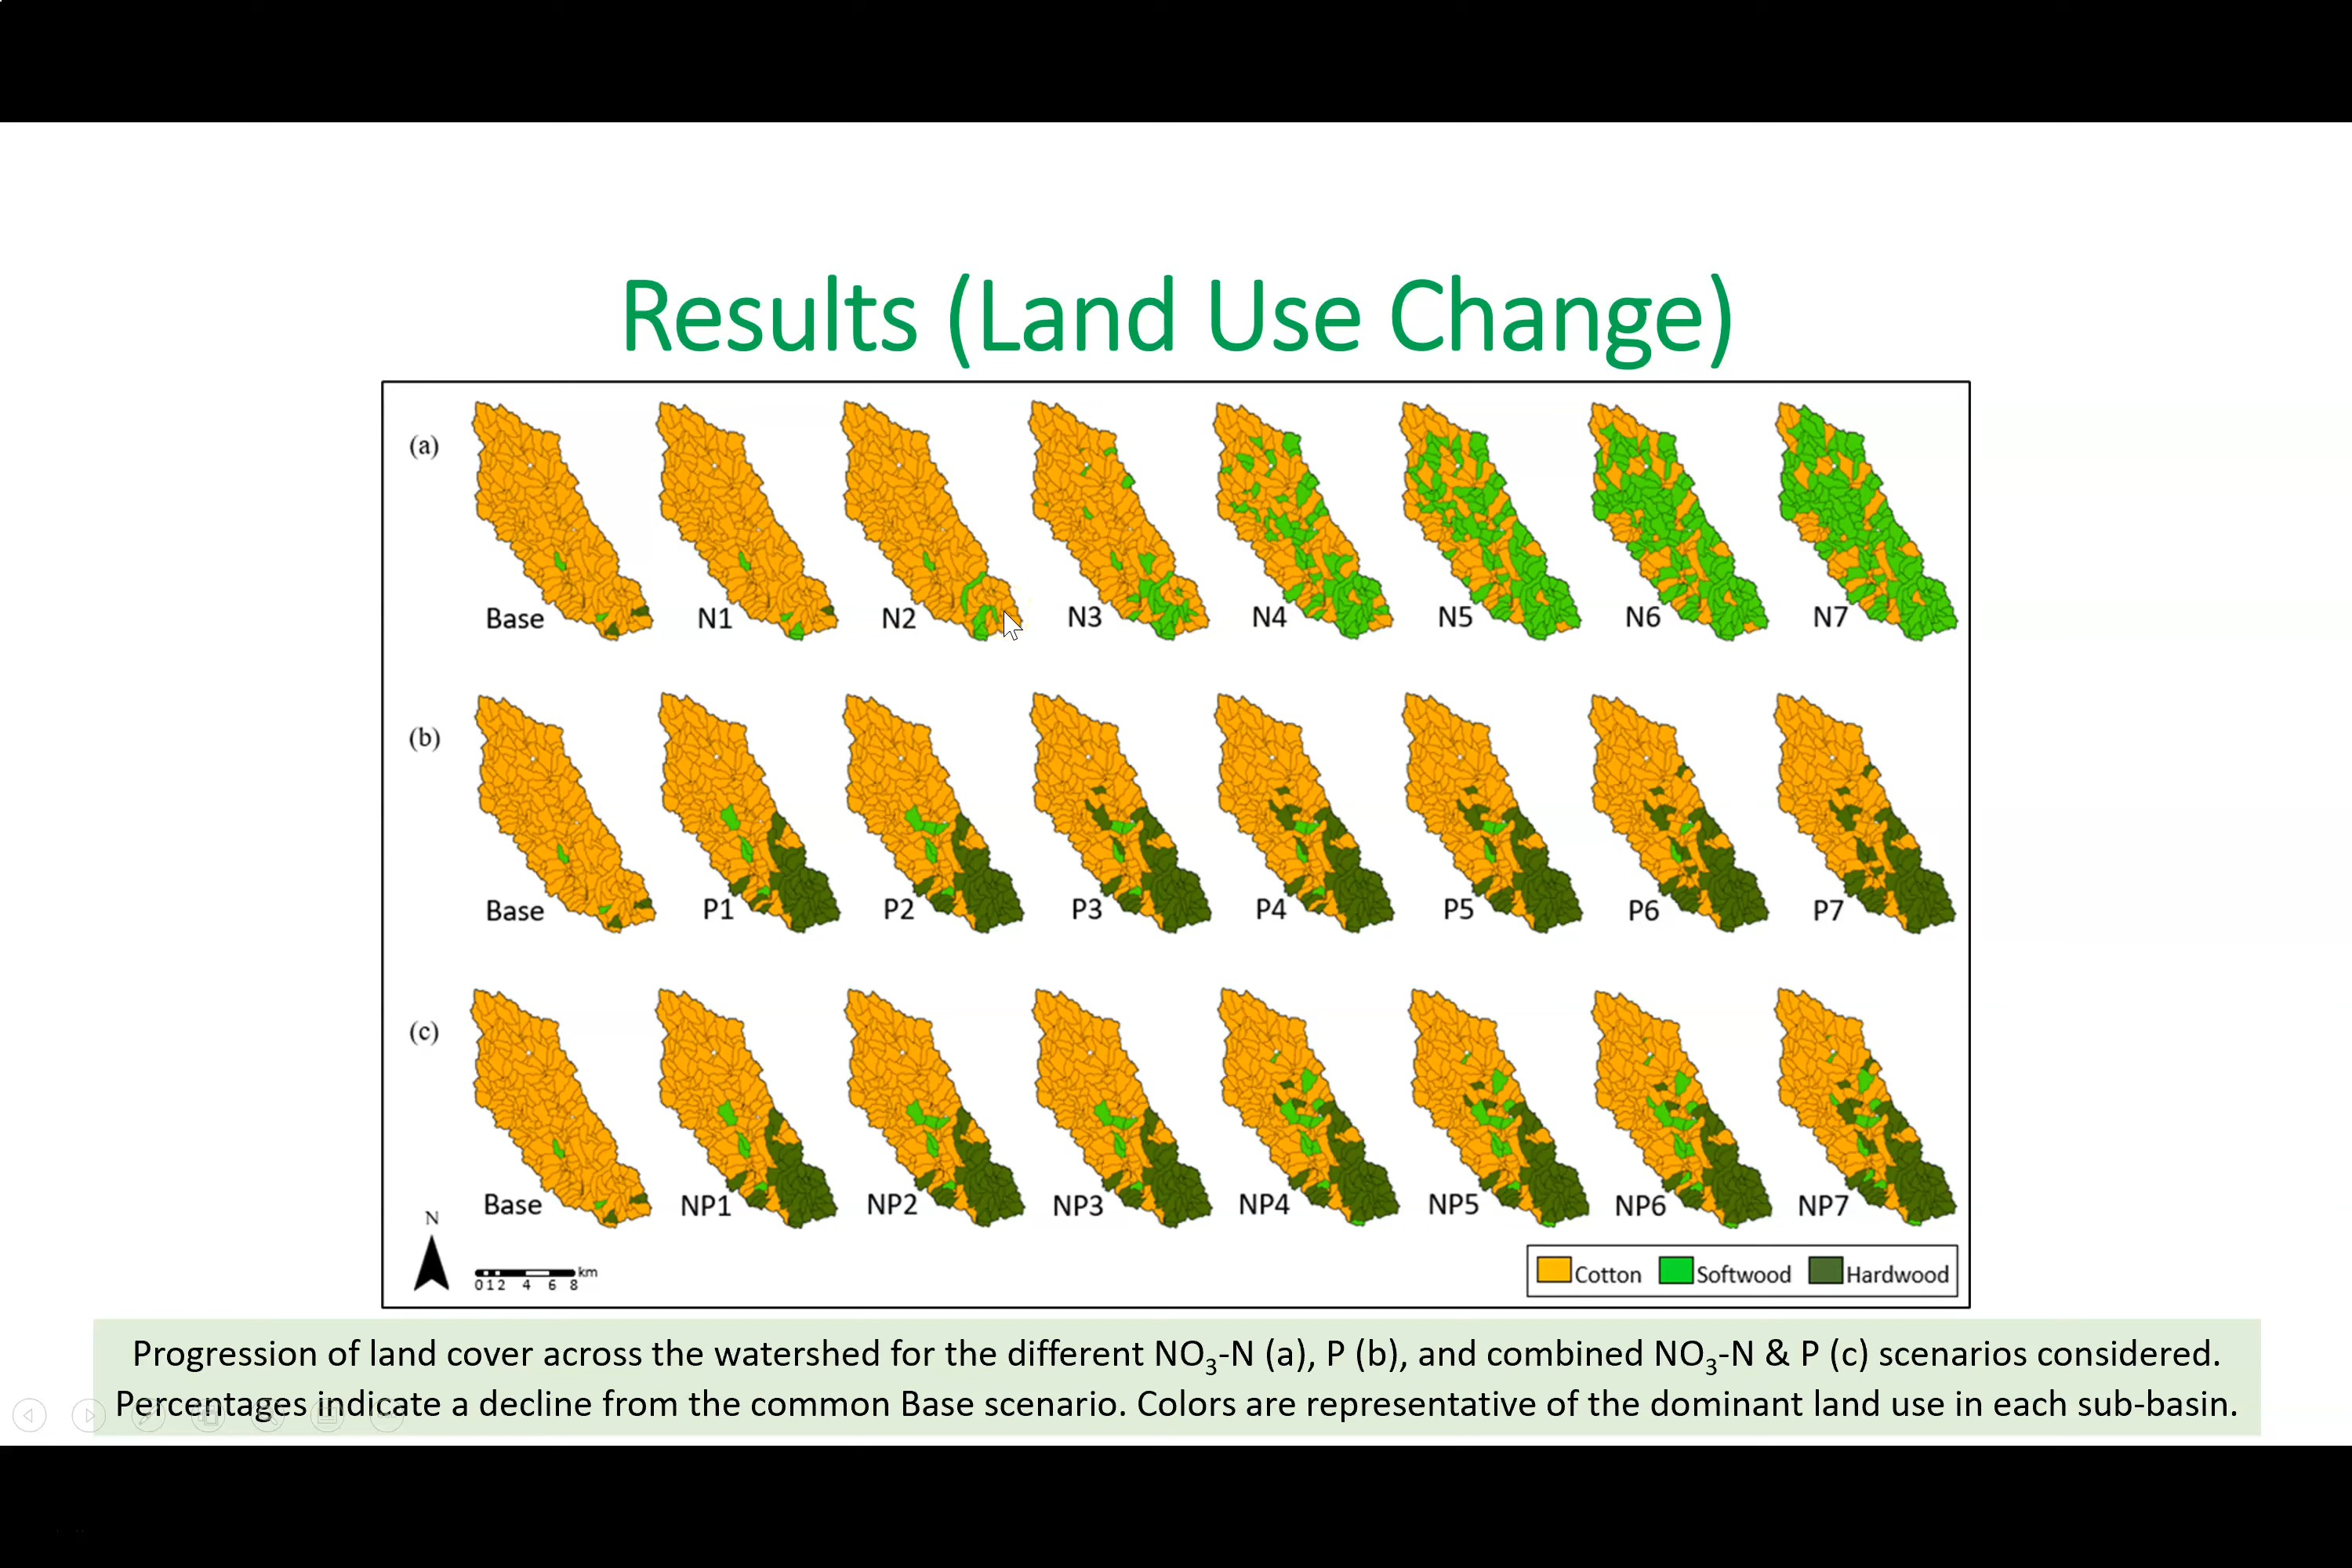 Results (Land Use Change)
(a)
Base N1 N2 N3 N4 N5 N6 N7
(b)
Base P1 P2 P3 P4 P5 P6 P7
(c)
Base NP1 NP2 NP3 NP4 NP5 NP6 NP7
N
km
0 1 2 4 6 8
Cotton Softwood Hardwood
Progression of land cover across the watershed for the different NO₃-N (a), P (b), and combined NO₃-N & P (c) scenarios considered.
Percentages indicate a decline from the common Base scenario. Colors are representative of the dominant land use in each sub-basin.